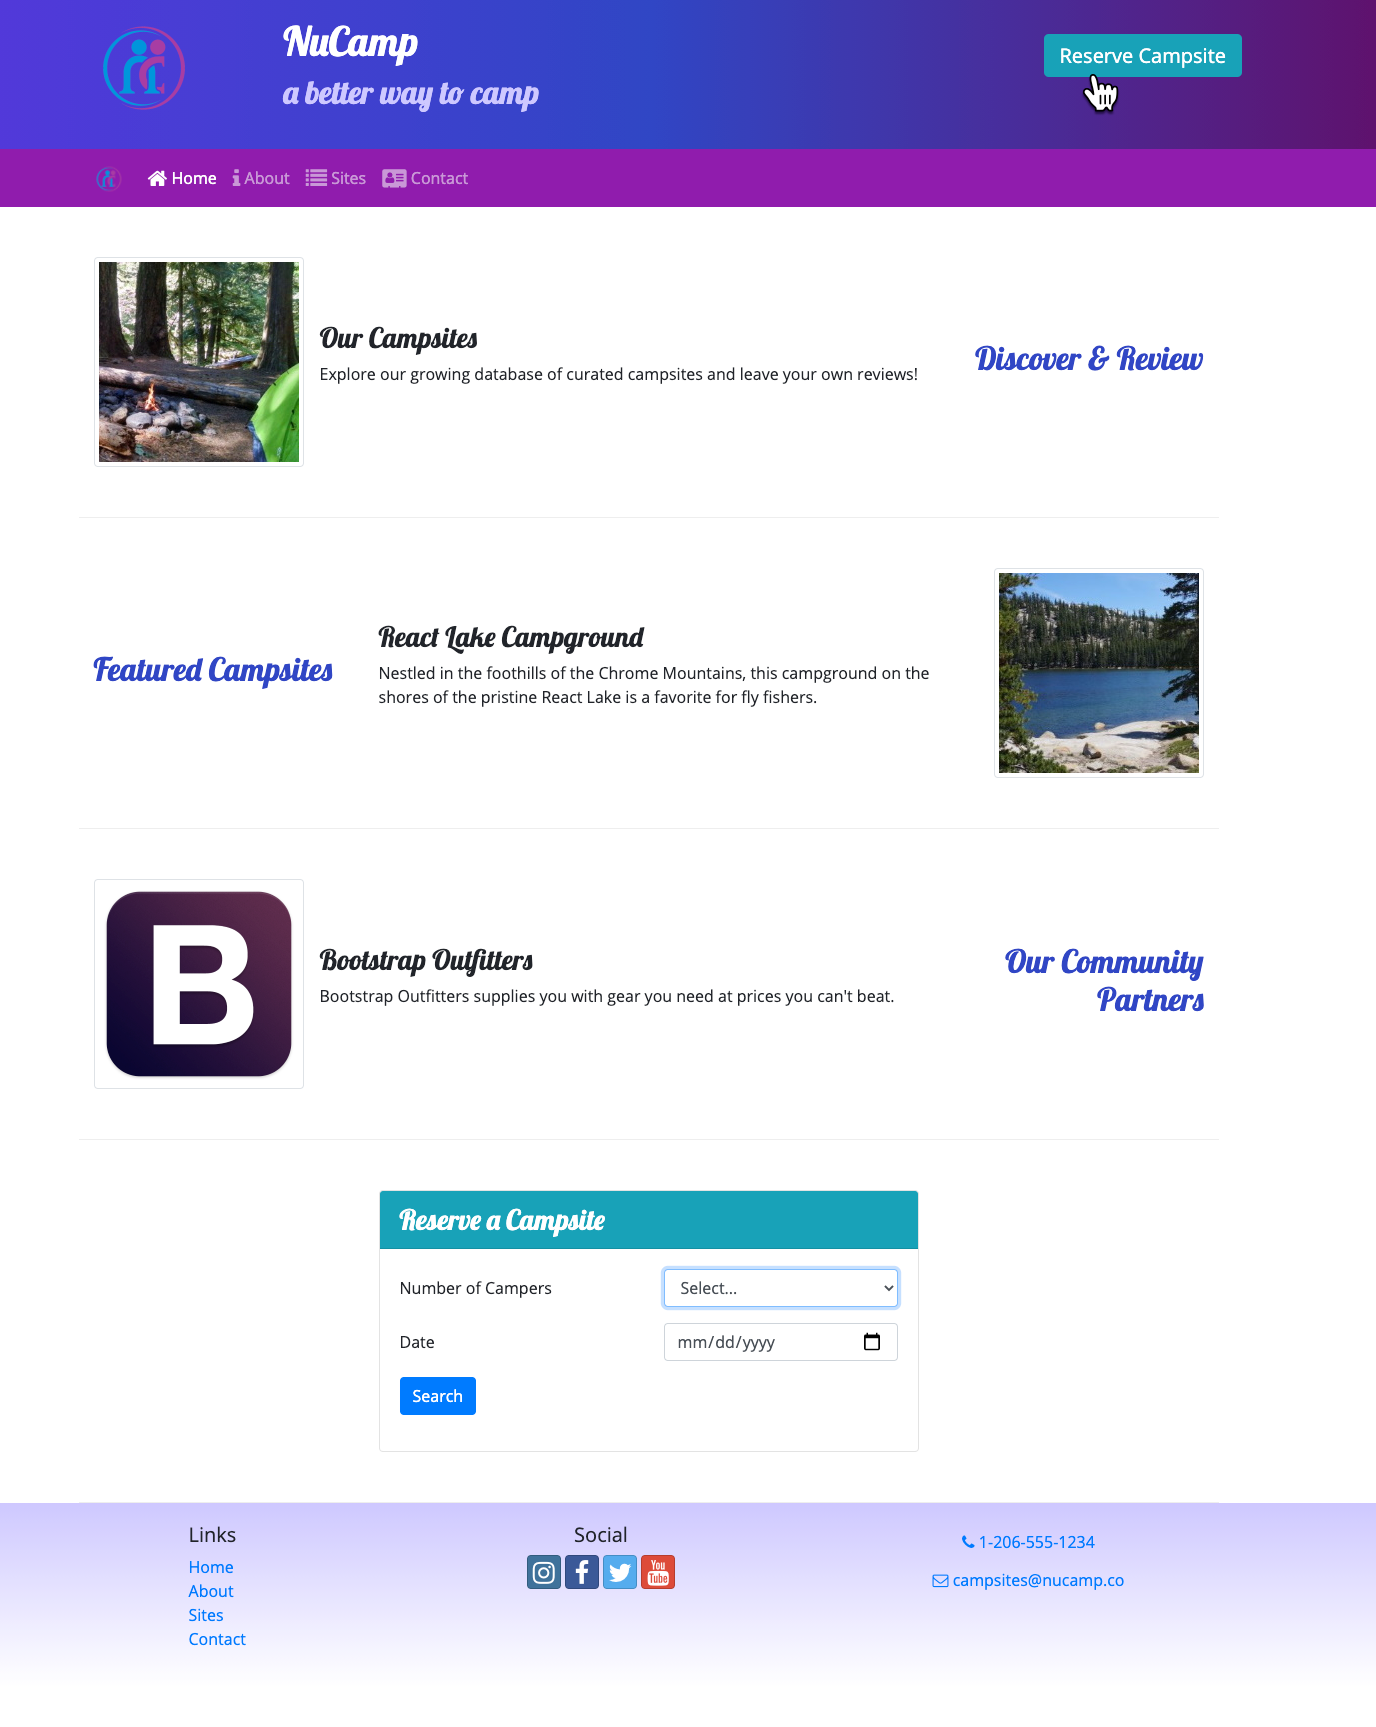 NuCamp
a better way to camp
Reserve Campsite
Home About Sites Contact
Our Campsites
Explore our growing database of curated campsites and leave your own reviews!
Discover & Review
Featured Campsites
React Lake Campground
Nestled in the foothills of the Chrome Mountains, this campground on the
shores of the pristine React Lake is a favorite for fly fishers.
B
Bootstrap Outfitters
Bootstrap Outfitters supplies you with gear you need at prices you can't beat.
Our Community
Partners
Reserve a Campsite
Number of Campers
Select...
Date
mm/dd/yyyy
Search
Links
Home
About
Sites
Contact
Social
You
Tube
1-206-555-1234
campsites@nucamp.co